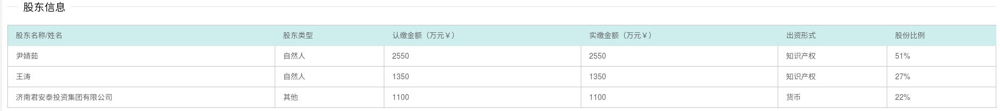 股东信息
股东名称/姓名 股东类型 认缴金额（万元￥） 实缴金额（万元￥） 出资形式 股份比例
尹婧茹 自然人 2550 2550 知识产权 51%
王涛 自然人 1350 1350 知识产权 27%
济南君安泰投资集团有限公司 其他 1100 1100 货币 22%